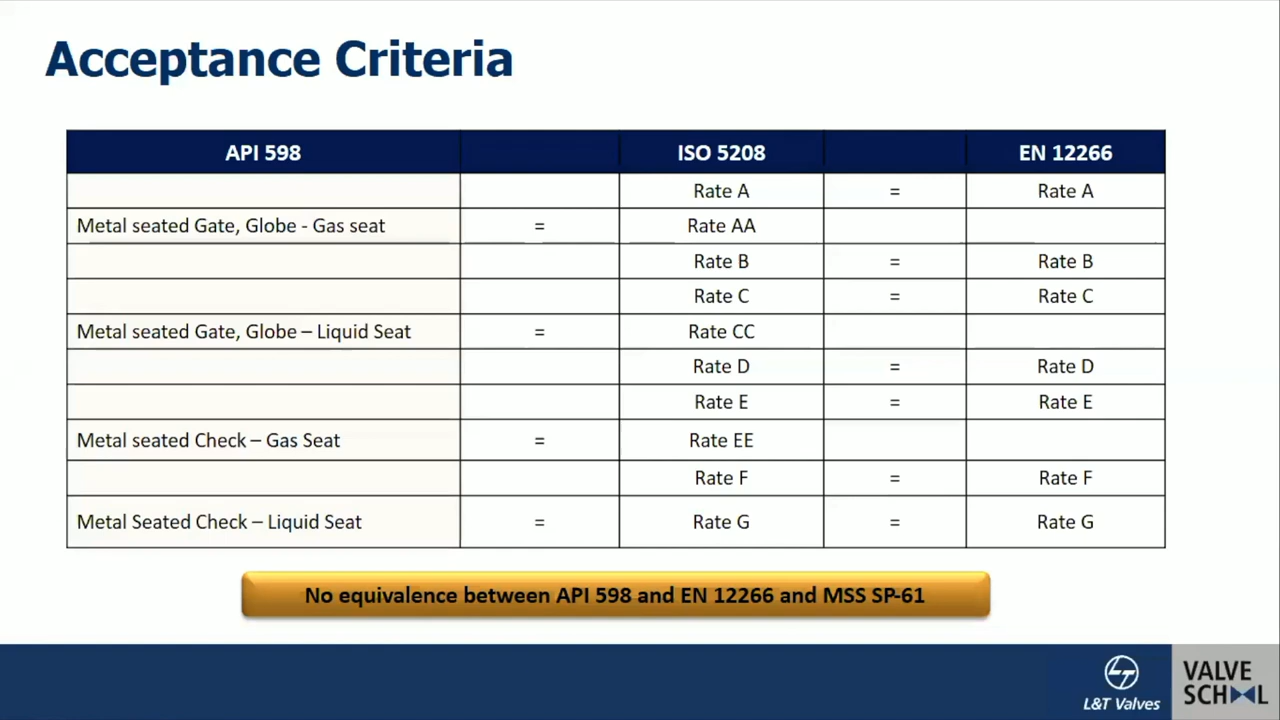 Acceptance Criteria
API 598 ISO 5208 EN 12266
Rate A = Rate A
Metal seated Gate, Globe - Gas seat = Rate AA
Rate B = Rate B
Rate C = Rate C
Metal seated Gate, Globe – Liquid Seat = Rate CC
Rate D = Rate D
Rate E = Rate E
Metal seated Check – Gas Seat = Rate EE
Rate F = Rate F
Metal Seated Check – Liquid Seat = Rate G = Rate G
No equivalence between API 598 and EN 12266 and MSS SP-61
L&T Valves
VALVE
SCHOOL